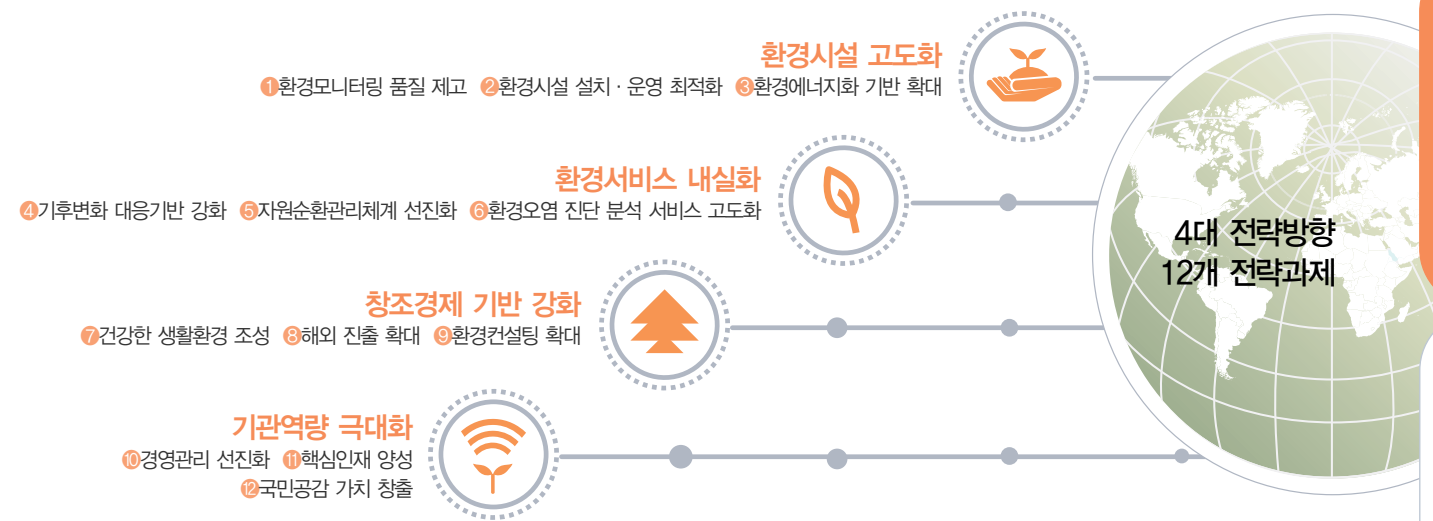 환경시설 고도화
❶환경모니터링 품질 제고 ❷환경시설 설치 · 운영 최적화 ❸환경에너지화 기반 확대
환경서비스 내실화
❹기후변화 대응기반 강화 ❺자원순환관리체계 선진화 ❻환경오염 진단 분석 서비스 고도화
4대 전략방향
12개 전략과제
창조경제 기반 강화
❼건강한 생활환경 조성 ❽해외 진출 확대 ❾환경컨설팅 확대
기관역량 극대화
❿경영관리 선진화 ⓫핵심인재 양성
⓬국민공감 가치 창출